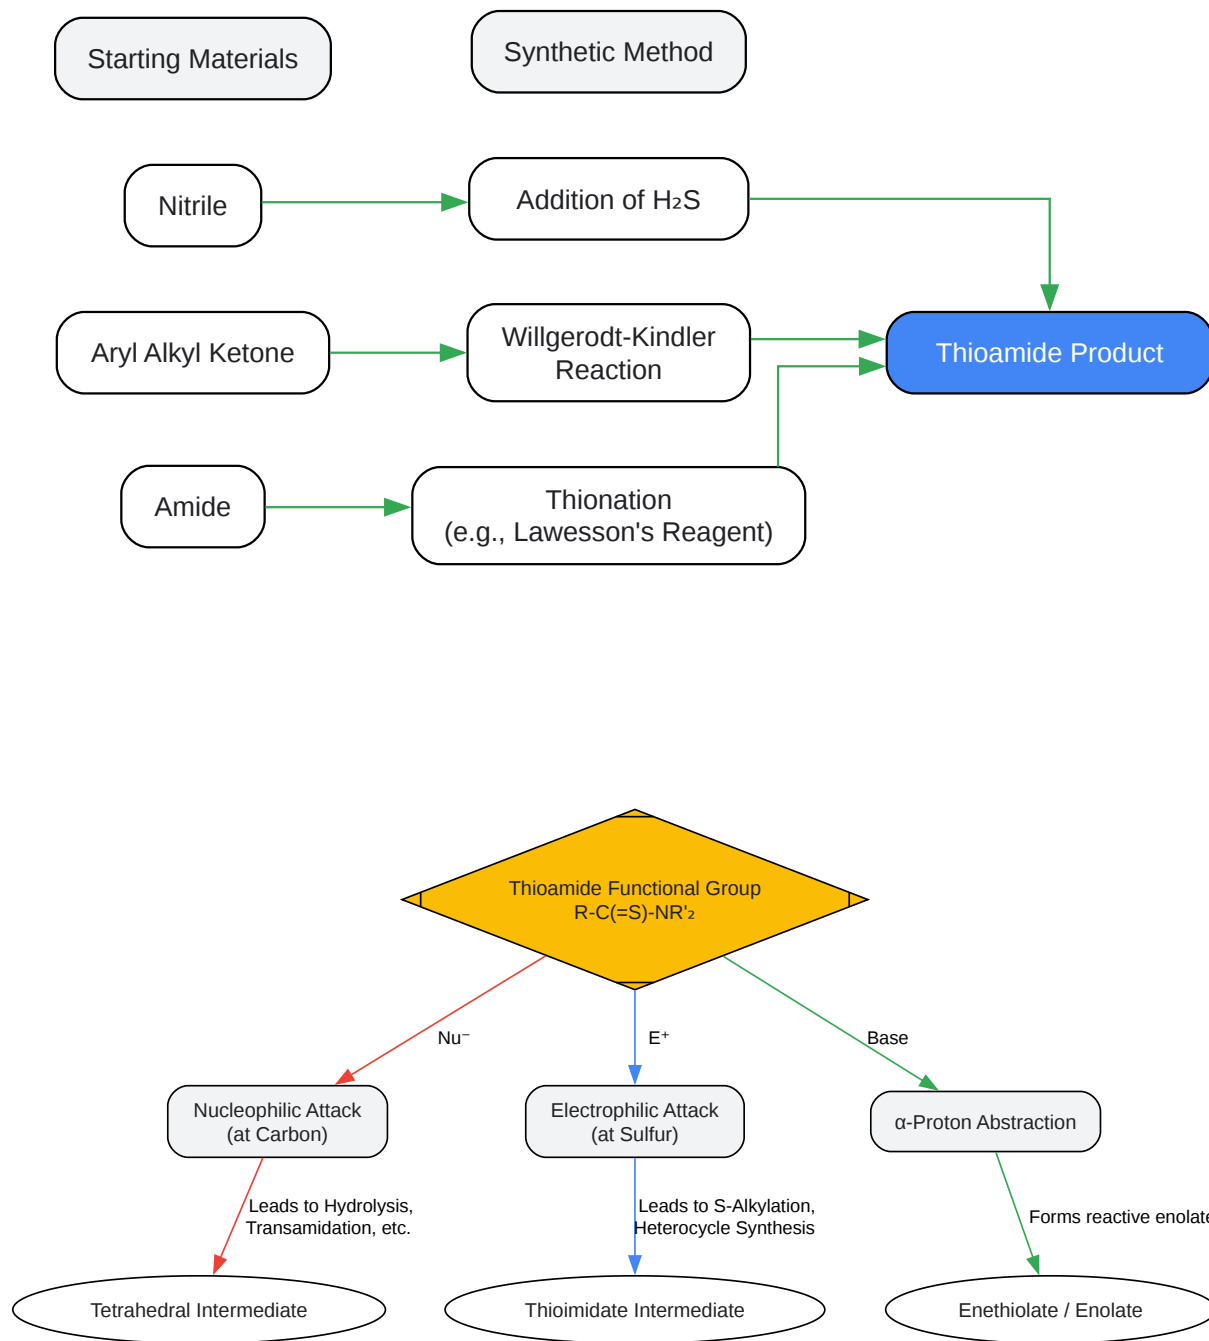 Starting Materials
Synthetic Method
Nitrile
Addition of H₂S
Aryl Alkyl Ketone
Willgerodt-Kindler
Reaction
Thioamide Product
Amide
Thionation
(e.g., Lawesson's Reagent)
Thioamide Functional Group
R-C(=S)-NR'₂
Nu⁻
E⁺
Base
Nucleophilic Attack
(at Carbon)
Electrophilic Attack
(at Sulfur)
α-Proton Abstraction
Leads to Hydrolysis,
Transamidation, etc.
Leads to S-Alkylation,
Heterocycle Synthesis
Forms reactive enolate
Tetrahedral Intermediate
Thioimidate Intermediate
Enethiolate / Enolate